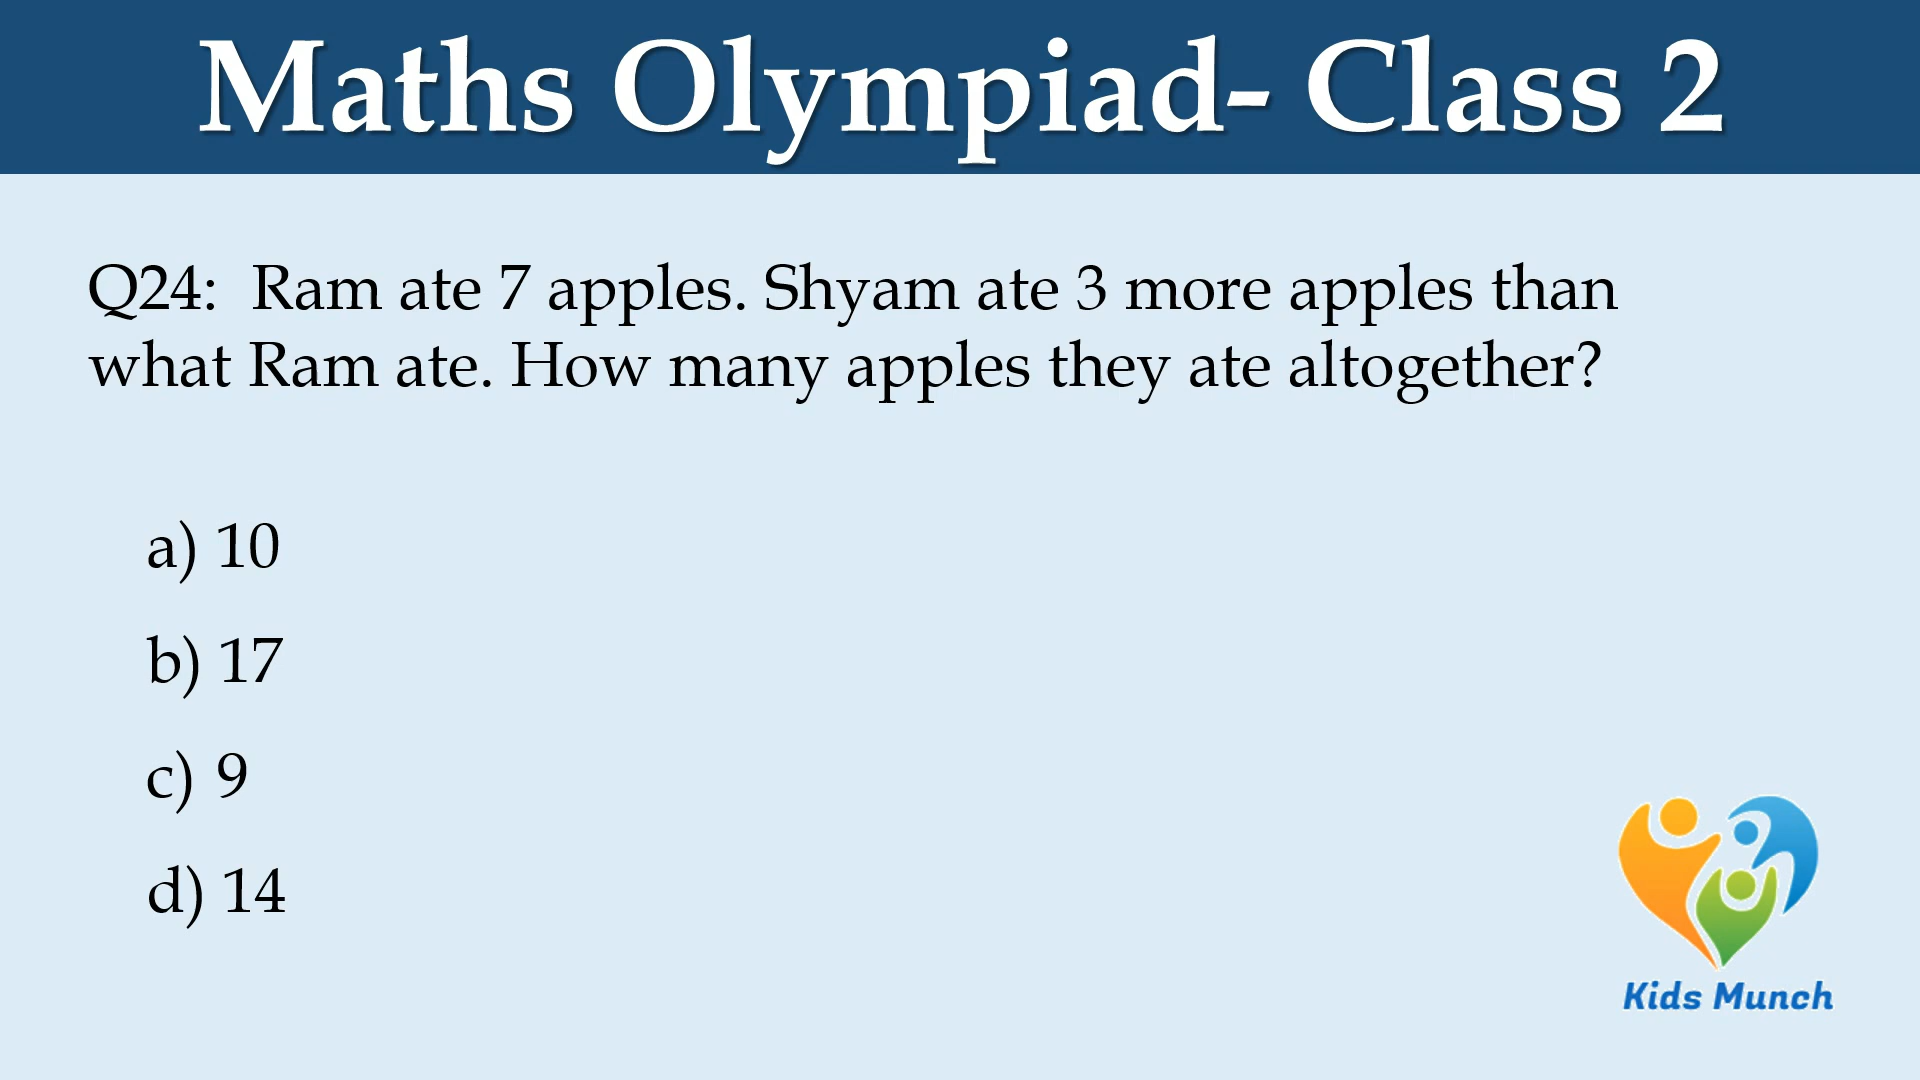 Maths Olympiad- Class 2
Q24:  Ram ate 7 apples. Shyam ate 3 more apples than
what Ram ate. How many apples they ate altogether?
a) 10
b) 17
c) 9
d) 14
Kids Munch